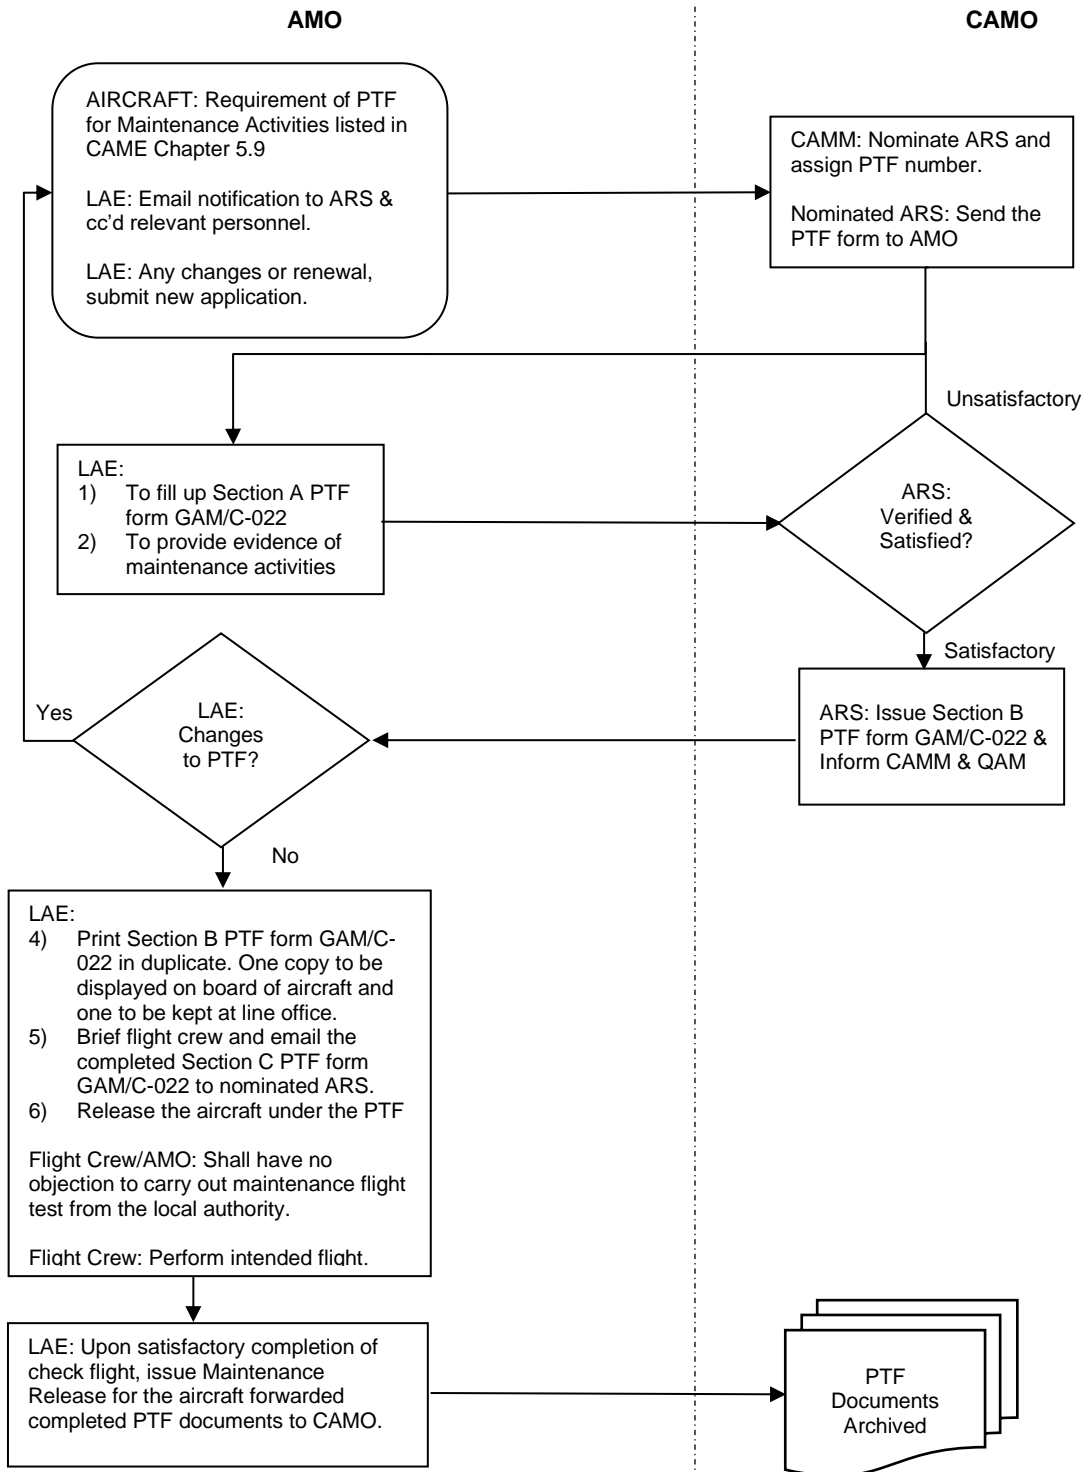 AMO
CAMO
AIRCRAFT: Requirement of PTF
for Maintenance Activities listed in
CAME Chapter 5.9
LAE: Email notification to ARS &
cc'd relevant personnel.
LAE: Any changes or renewal,
submit new application.
CAMM: Nominate ARS and
assign PTF number.
Nominated ARS: Send the
PTF form to AMO
Unsatisfactory
LAE:
1) To fill up Section A PTF
form GAM/C-022
2) To provide evidence of
maintenance activities
ARS:
Verified &
Satisfied?
Satisfactory
ARS: Issue Section B
PTF form GAM/C-022 &
Inform CAMM & QAM
Yes
LAE:
Changes
to PTF?
No
LAE:
4) Print Section B PTF form GAM/C-
022 in duplicate. One copy to be
displayed on board of aircraft and
one to be kept at line office.
5) Brief flight crew and email the
completed Section C PTF form
GAM/C-022 to nominated ARS.
6) Release the aircraft under the PTF
Flight Crew/AMO: Shall have no
objection to carry out maintenance flight
test from the local authority.
Flight Crew: Perform intended flight.
LAE: Upon satisfactory completion of
check flight, issue Maintenance
Release for the aircraft forwarded
completed PTF documents to CAMO.
PTF
Documents
Archived